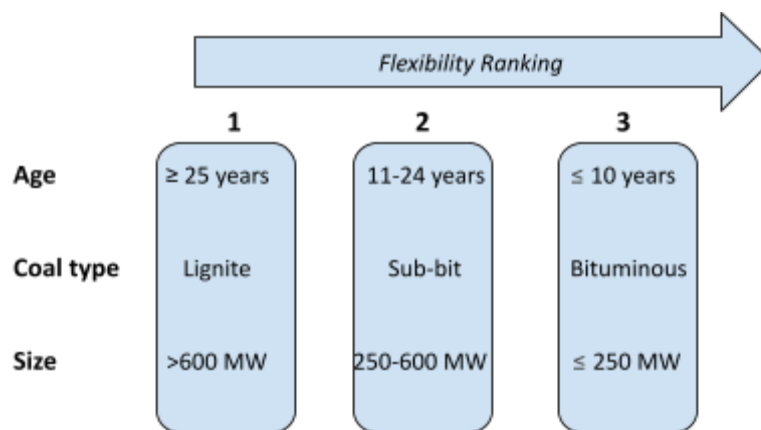 Flexibility Ranking
1 2 3
Age ≥ 25 years 11-24 years ≤ 10 years
Coal type Lignite Sub-bit Bituminous
Size >600 MW 250-600 MW ≤ 250 MW